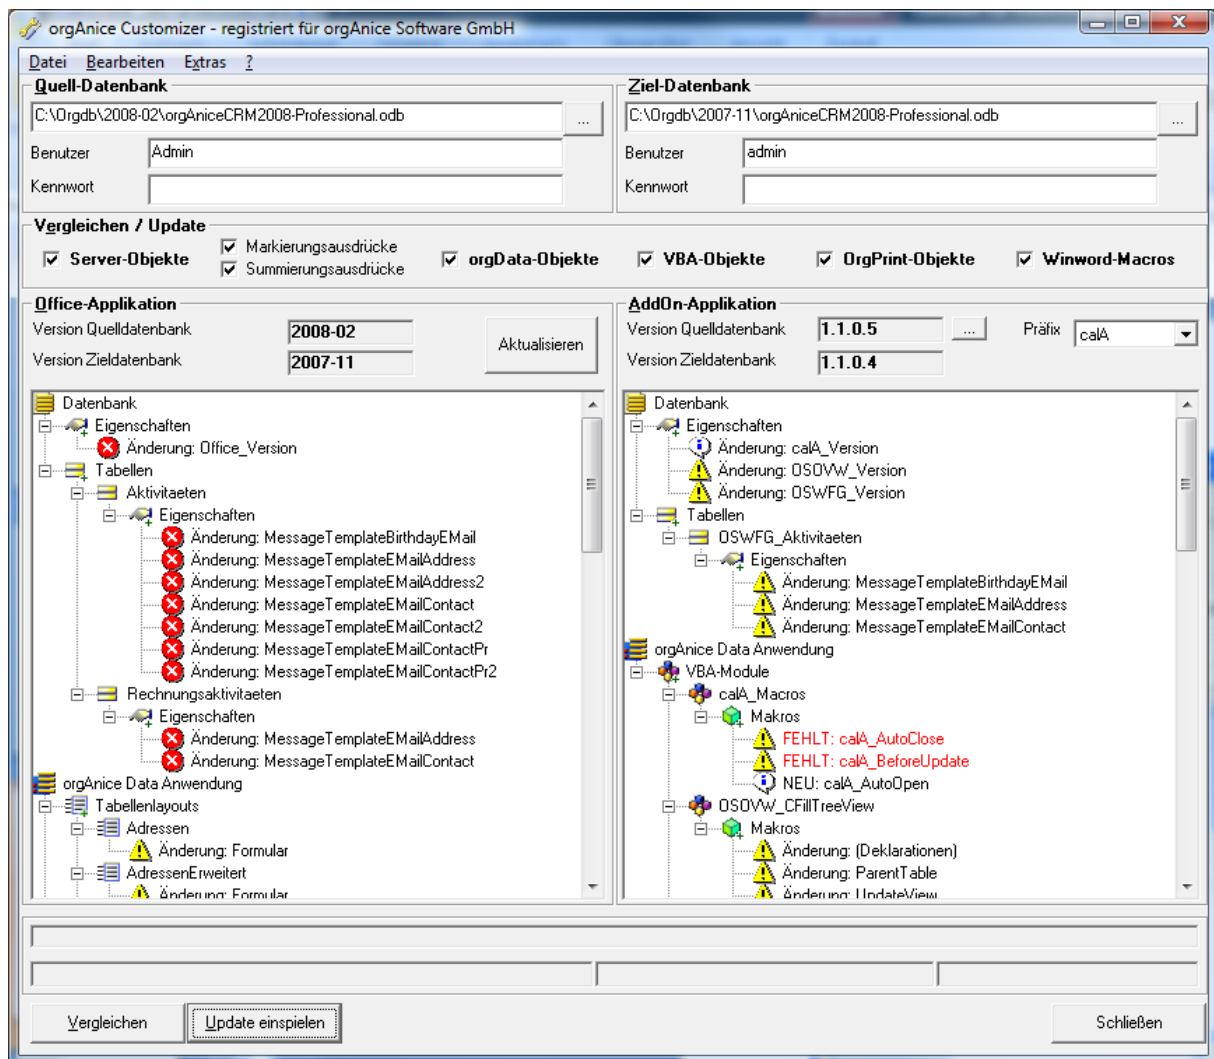 orgAnice Customizer - registriert für orgAnice Software GmbH
Datei Bearbeiten Extras ?
Quell-Datenbank
C:\Orgdb\2008-02\orgAniceCRM2008-Professional.odb ...
Benutzer Admin
Kennwort
Ziel-Datenbank
C:\Orgdb\2007-11\orgAniceCRM2008-Professional.odb ...
Benutzer admin
Kennwort
Vergleichen / Update
Server-Objekte
Markierungsausdrücke
Summierungsausdrücke
orgData-Objekte
VBA-Objekte
OrgPrint-Objekte
Winword-Macros
Office-Applikation
Version Quelldatenbank 2008-02
Version Zieldatenbank 2007-11
Aktualisieren
Datenbank
Eigenschaften
Änderung: Office_Version
Tabellen
Aktivitaeten
Eigenschaften
Änderung: MessageTemplateBirthdayEMail
Änderung: MessageTemplateEMailAddress
Änderung: MessageTemplateEMailAddress2
Änderung: MessageTemplateEMailContact
Änderung: MessageTemplateEMailContact2
Änderung: MessageTemplateEMailContactPr
Änderung: MessageTemplateEMailContactPr2
Rechnungsaktivitaeten
Eigenschaften
Änderung: MessageTemplateEMailAddress
Änderung: MessageTemplateEMailContact
orgAnice Data Anwendung
Tabellenlayouts
Adressen
Änderung: Formular
AdressenErweitert
Änderung: Formular
AddOn-Applikation
Version Quelldatenbank 1.1.0.5 ... Präfix calA
Version Zieldatenbank 1.1.0.4
Datenbank
Eigenschaften
Änderung: calA_Version
Änderung: OSOVW_Version
Änderung: OSWFG_Version
Tabellen
OSWFG_Aktivitaeten
Eigenschaften
Änderung: MessageTemplateBirthdayEMail
Änderung: MessageTemplateEMailAddress
Änderung: MessageTemplateEMailContact
orgAnice Data Anwendung
VBA-Module
calA_Macros
Makros
FEHLT: calA_AutoClose
FEHLT: calA_BeforeUpdate
NEU: calA_AutoOpen
OSOVW_CFillTreeView
Makros
Änderung: (Deklarationen)
Änderung: ParentTable
Änderung: UpdateView
Vergleichen Update einspielen Schließen